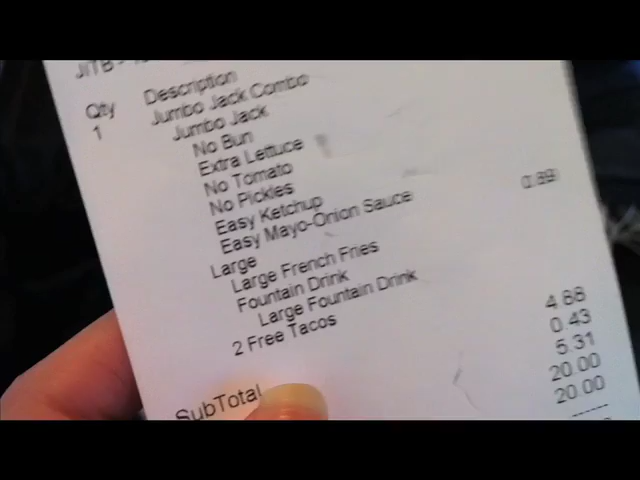 JITB -
Qty Description
1 Jumbo Jack Combo
Jumbo Jack
No Bun
Extra Lettuce
No Tomato
No Pickles
Easy Ketchup
Easy Mayo-Onion Sauce
Large 0.89
Large French Fries
Fountain Drink
Large Fountain Drink
2 Free Tacos
4.88
0.43
5.31
SubTotal 20.00
20.00
------